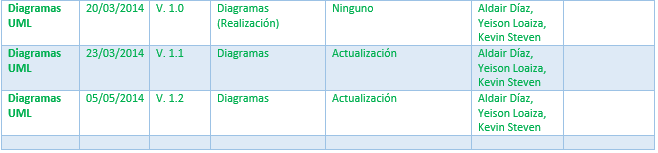 Diagramas UML 20/03/2014 V. 1.0 Diagramas (Realización) Ninguno Aldair Díaz, Yeison Loaiza, Kevin Steven
Diagramas UML 23/03/2014 V. 1.1 Diagramas Actualización Aldair Díaz, Yeison Loaiza, Kevin Steven
Diagramas UML 05/05/2014 V. 1.2 Diagramas Actualización Aldair Díaz, Yeison Loaiza, Kevin Steven